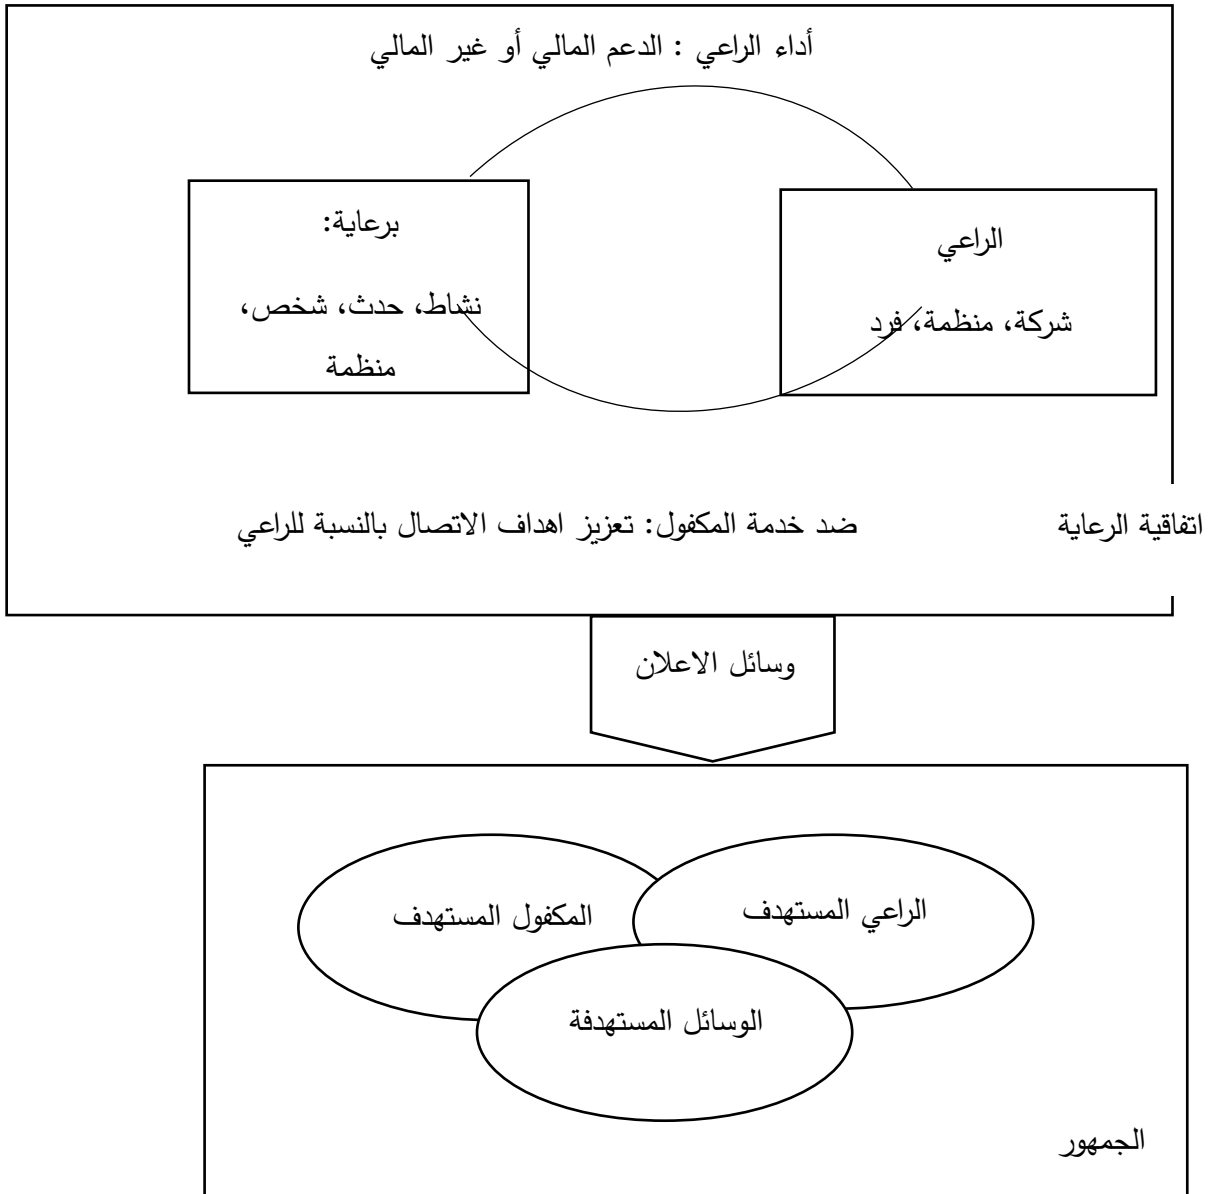 أداء الراعي : الدعم المالي أو غير المالي
الراعي
شركة، منظمة، فرد
برعاية:
نشاط، حدث، شخص،
منظمة
اتفاقية الرعاية
ضد خدمة المكفول: تعزيز اهداف الاتصال بالنسبة للراعي
وسائل الاعلان
الراعي المستهدف
المكفول المستهدف
الوسائل المستهدفة
الجمهور